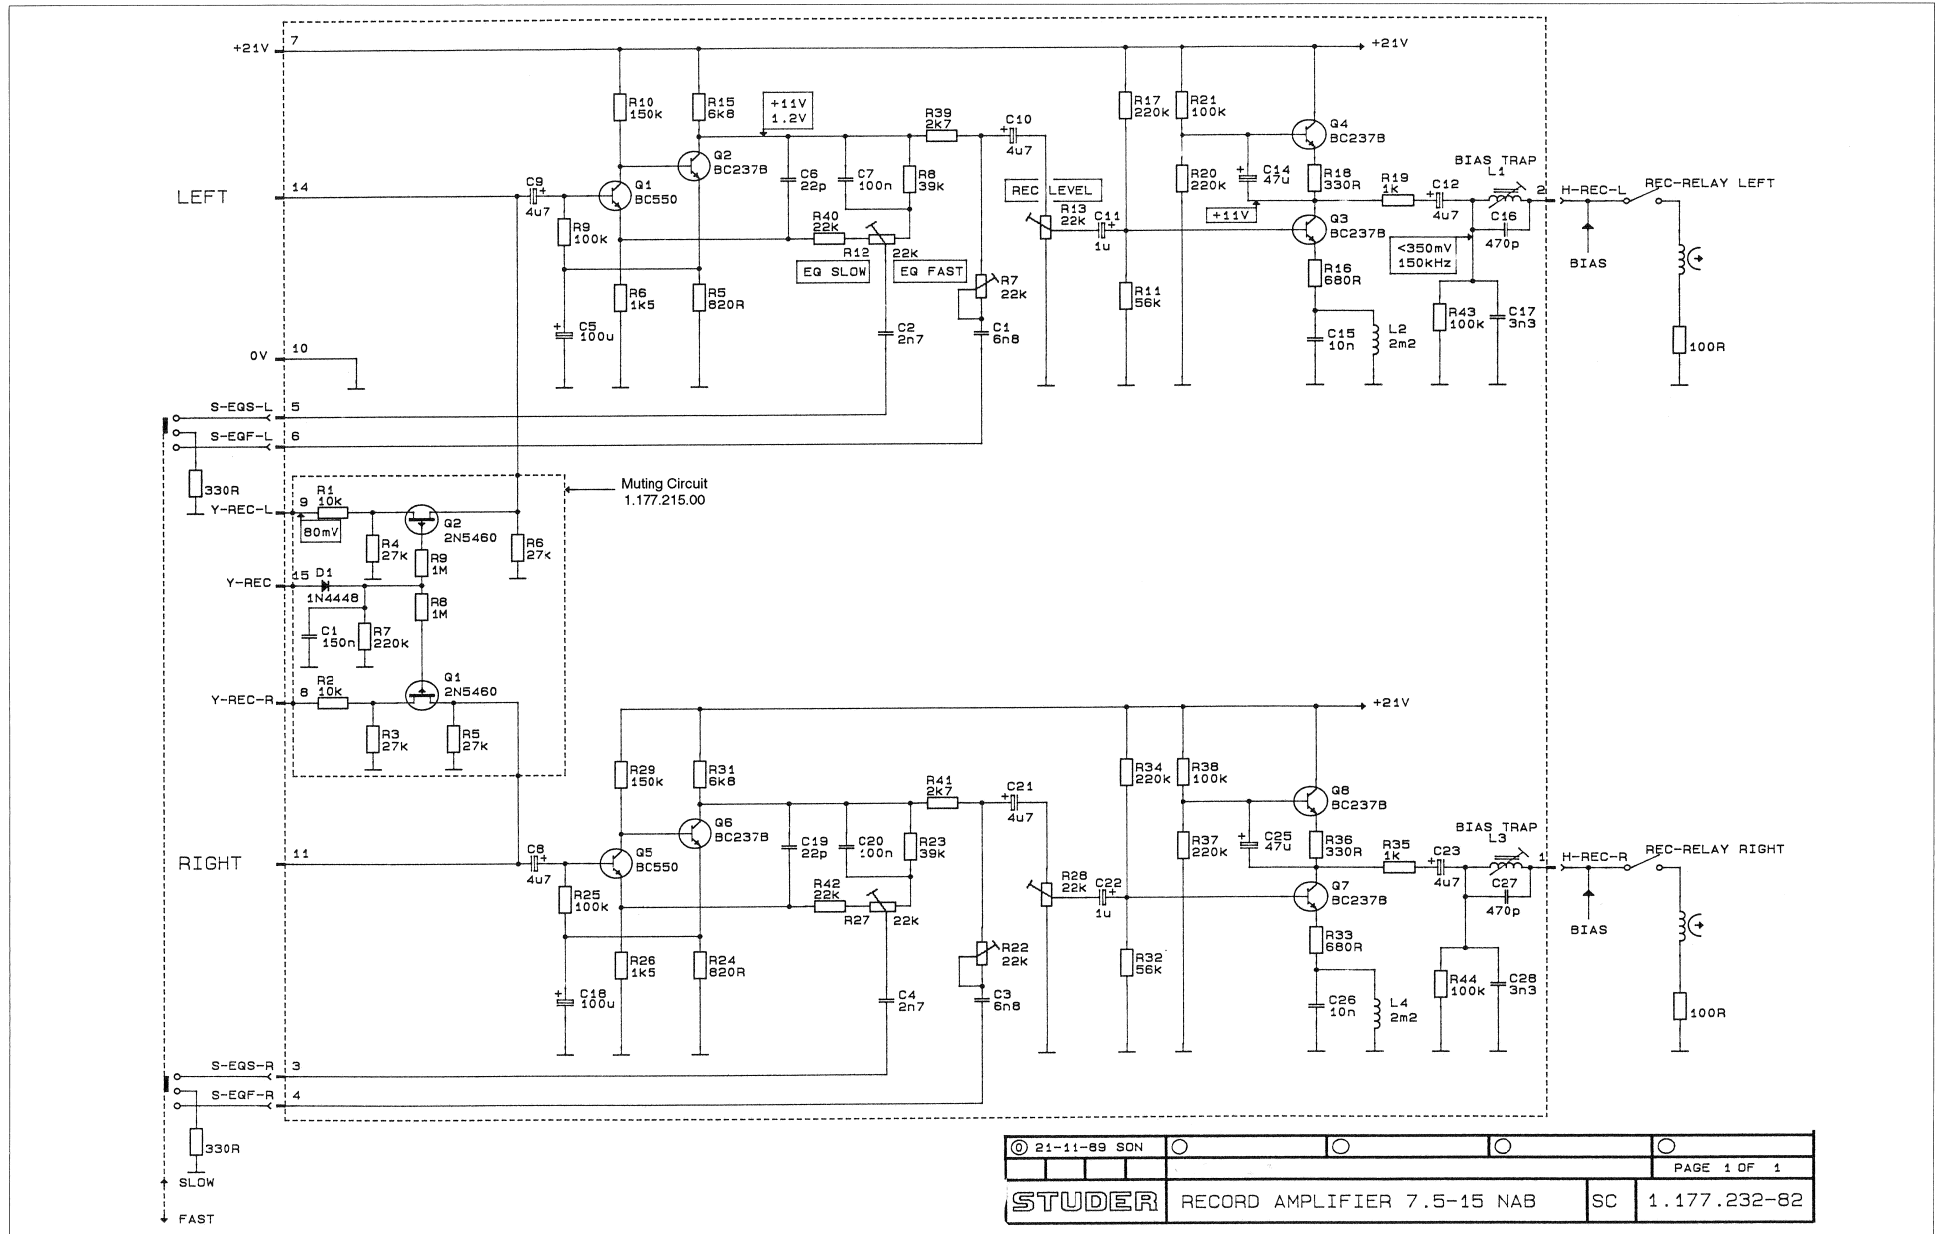 +21V
7
+21V
R10
150k
R15
6k8
+11V
1.2V
R39
2k7
C10
4u7
R17
220k
R21
100k
Q4
BC237B
Q2
BC237B
C6
22p
C7
100n
R8
39k
R20
220k
C14
47u
R18
330R
BIAS TRAP
L1
LEFT
14
C9
4u7
Q1
BC550
REC LEVEL
R13
22k
C11
1u
+11V
R19
1k
C12
4u7
2
H-REC-L
REC-RELAY LEFT
R9
100k
R40
22k
R12
22k
Q3
BC237B
C16
470p
<350mV
150kHz
BIAS
EQ SLOW
EQ FAST
R7
22k
R16
680R
R6
1k5
R5
820R
R11
56k
C5
100u
C2
2n7
C1
6n8
C15
10n
L2
2m2
R43
100k
C17
3n3
100R
0V
10
S-EQS-L
5
S-EQF-L
6
330R
Muting Circuit
1.177.215.00
Y-REC-L
9
R1
10k
80mV
Q2
2N5460
R4
27k
R9
1M
R6
27k
Y-REC
15
D1
1N4448
R8
1M
C1
150n
R7
220k
Y-REC-R
8
R2
10k
Q1
2N5460
R3
27k
R5
27k
+21V
R29
150k
R31
6k8
R41
2k7
C21
4u7
R34
220k
R38
100k
Q8
BC237B
Q6
BC237B
C19
22p
C20
100n
R23
39k
R37
220k
C25
47u
R36
330R
BIAS TRAP
L3
RIGHT
11
C8
4u7
Q5
BC550
R28
22k
C22
1u
R35
1k
C23
4u7
1
H-REC-R
REC-RELAY RIGHT
R25
100k
R42
22k
R27
22k
Q7
BC237B
C27
470p
BIAS
R22
22k
R33
680R
R26
1k5
R24
820R
R32
56k
C18
100u
C4
2n7
C3
6n8
C26
10n
L4
2m2
R44
100k
C28
3n3
100R
S-EQS-R
3
S-EQF-R
4
330R
SLOW
FAST
0 21-11-89 SON
PAGE 1 OF 1
STUDER
RECORD AMPLIFIER 7.5-15 NAB
SC
1.177.232-82